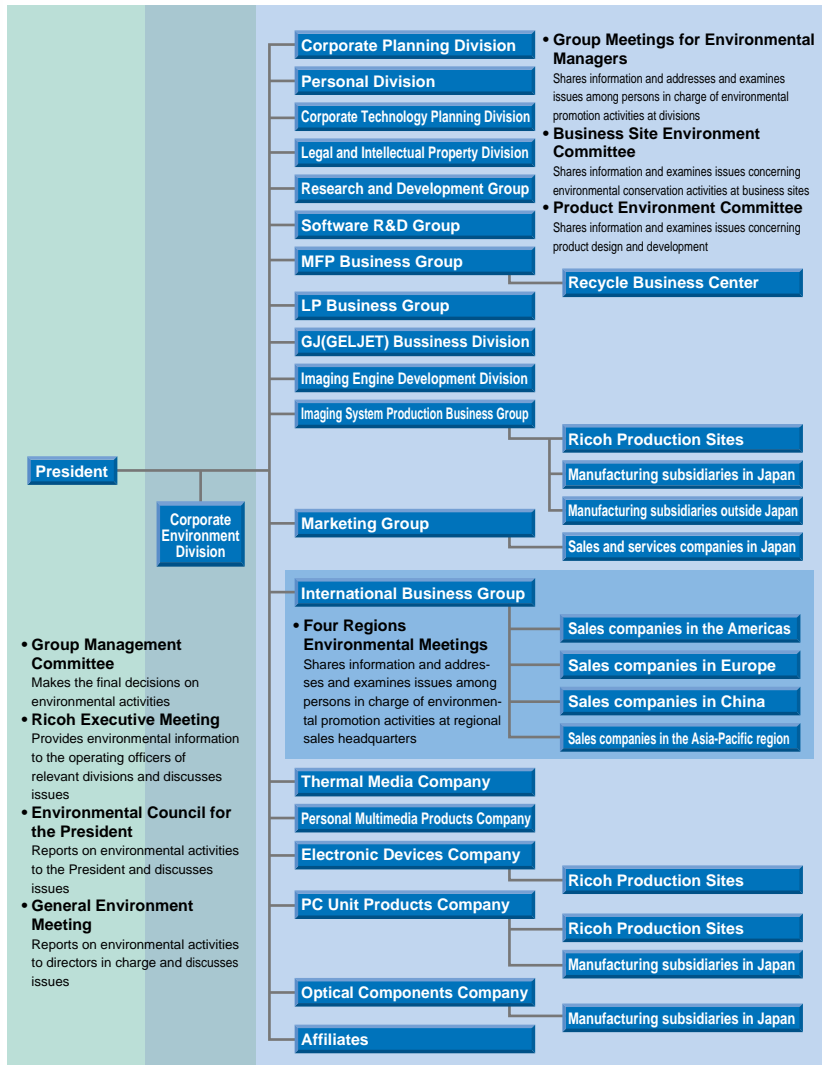 Corporate Planning Division
Personal Division
Corporate Technology Planning Division
Legal and Intellectual Property Division
Research and Development Group
Software R&D Group
MFP Business Group
Recycle Business Center
LP Business Group
GJ(GELJET) Bussiness Division
Imaging Engine Development Division
Imaging System Production Business Group
Ricoh Production Sites
Manufacturing subsidiaries in Japan
Manufacturing subsidiaries outside Japan
Marketing Group
Sales and services companies in Japan
• Group Meetings for Environmental
Managers
Shares information and addresses and examines
issues among persons in charge of environmental
promotion activities at divisions
• Business Site Environment
Committee
Shares information and examines issues concerning
environmental conservation activities at business sites
• Product Environment Committee
Shares information and examines issues concerning
product design and development
President
Corporate
Environment
Division
International Business Group
• Four Regions
Environmental Meetings
Shares information and addres-
ses and examines issues among
persons in charge of environmen-
tal promotion activities at regional
sales headquarters
Sales companies in the Americas
Sales companies in Europe
Sales companies in China
Sales companies in the Asia-Pacific region
• Group Management
Committee
Makes the final decisions on
environmental activities
• Ricoh Executive Meeting
Provides environmental information
to the operating officers of
relevant divisions and discusses
issues
• Environmental Council for
the President
Reports on environmental activities
to the President and discusses
issues
• General Environment
Meeting
Reports on environmental activities
to directors in charge and discusses
issues
Thermal Media Company
Personal Multimedia Products Company
Electronic Devices Company
Ricoh Production Sites
PC Unit Products Company
Ricoh Production Sites
Manufacturing subsidiaries in Japan
Optical Components Company
Manufacturing subsidiaries in Japan
Affiliates